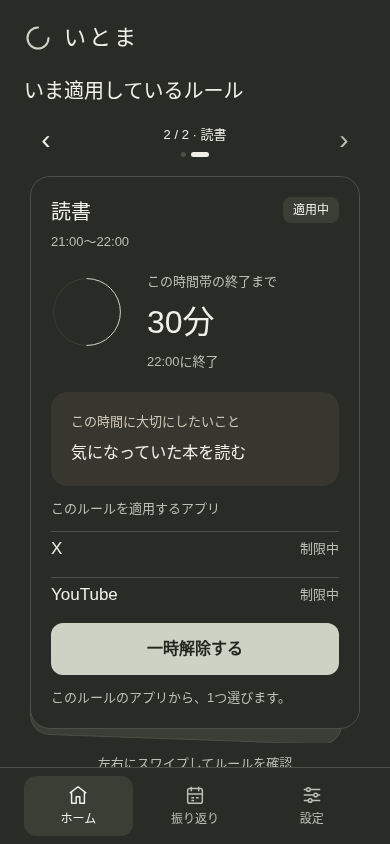 いとま
いま適用しているルール
‹ 2 / 2 · 読書 ›
読書 適用中
21:00〜22:00
この時間帯の終了まで
30分
22:00に終了
この時間に大切にしたいこと
気になっていた本を読む
このルールを適用するアプリ
X 制限中
YouTube 制限中
一時解除する
このルールのアプリから、1つ選びます。
左右にスワイプしてルールを確認
ホーム 振り返り 設定